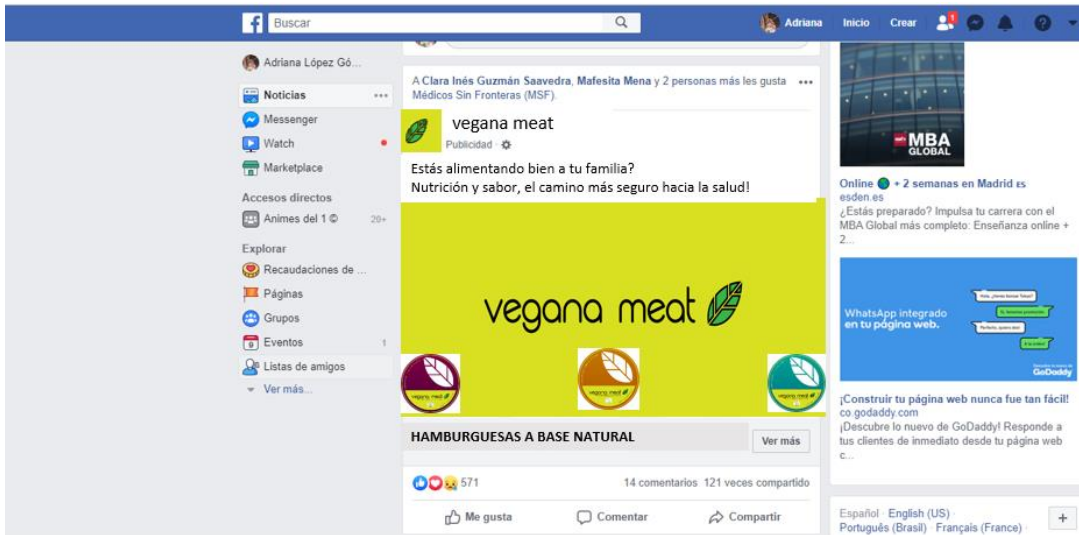 Buscar
Adriana
Inicio
Crear
1
Adriana López Gó...
Noticias
Messenger
Watch
Marketplace
Accesos directos
Animes del 1 ©
20+
Explorar
Recaudaciones de ...
Páginas
Grupos
Eventos
1
Listas de amigos
Ver más...
A Clara Inés Guzmán Saavedra, Mafesita Mena y 2 personas más les gusta
Médicos Sin Fronteras (MSF).
vegana meat
Publicidad ·
Estás alimentando bien a tu familia?
Nutrición y sabor, el camino más seguro hacia la salud!
vegana meat
vegana meat
vegana meat
vegana meat
HAMBURGUESAS A BASE NATURAL
Ver más
571
14 comentarios 121 veces compartido
Me gusta
Comentar
Compartir
MBA
GLOBAL
Online + 2 semanas en Madrid ES
esden.es
¿Estás preparado? Impulsa tu carrera con el
MBA Global más completo: Enseñanza online +
2...
WhatsApp integrado
en tu página web.
GoDaddy
¡Construir tu página web nunca fue tan fácil!
co.godaddy.com
¡Descubre lo nuevo de GoDaddy! Responde a
tus clientes de inmediato desde tu página web
c...
Español · English (US) ·
Português (Brasil) · Français (France) ·